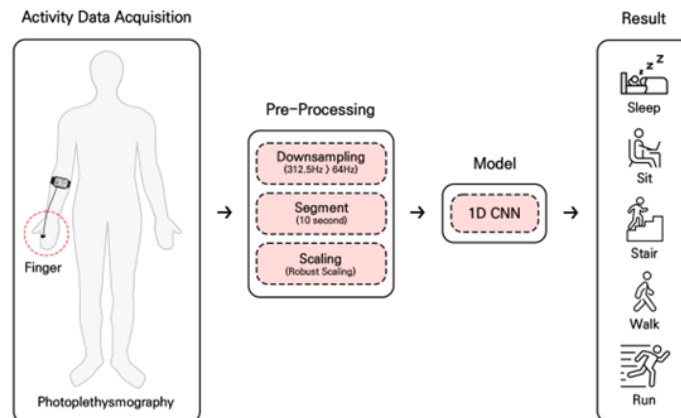 Activity Data Acquisition
Finger
Photoplethysmography
Pre-Processing
Downsampling
(312.5Hz > 64Hz)
Segment
(10 second)
Scaling
(Robust Scaling)
Model
1D CNN
Result
z z Z
Sleep
Sit
Stair
Walk
Run